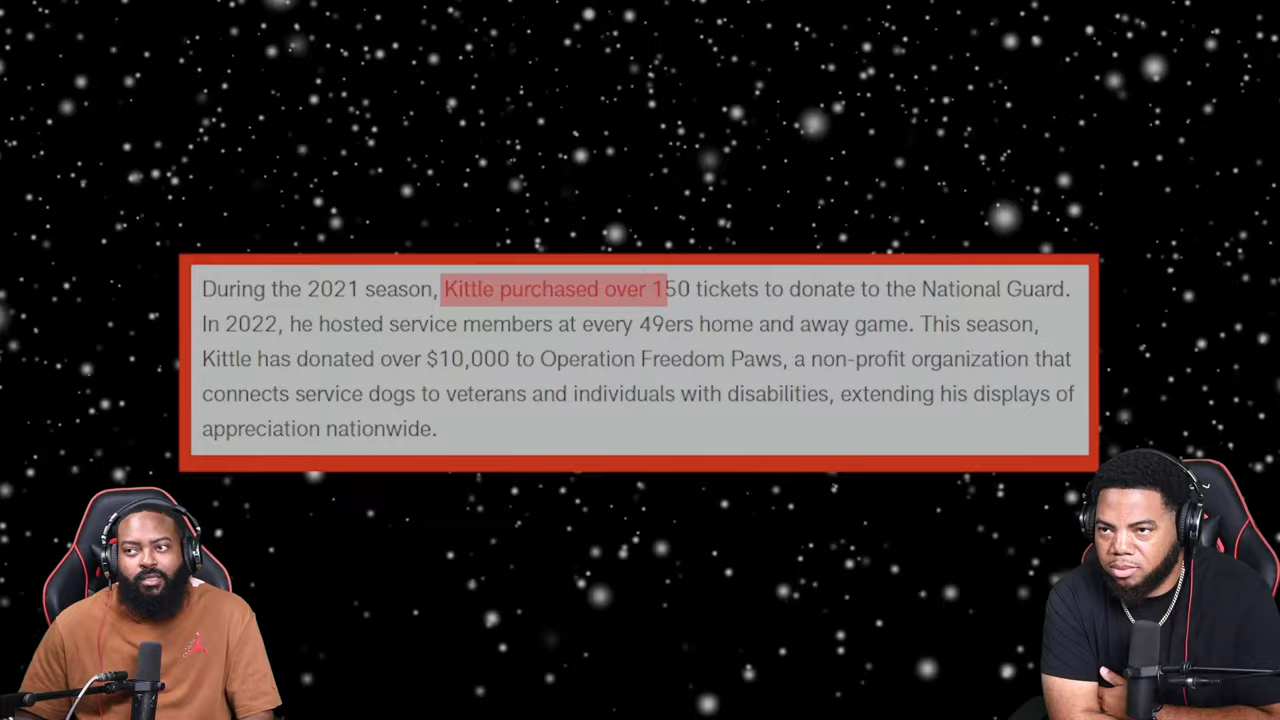 During the 2021 season, Kittle purchased over 150 tickets to donate to the National Guard.
In 2022, he hosted service members at every 49ers home and away game. This season,
Kittle has donated over $10,000 to Operation Freedom Paws, a non-profit organization that
connects service dogs to veterans and individuals with disabilities, extending his displays of
appreciation nationwide.